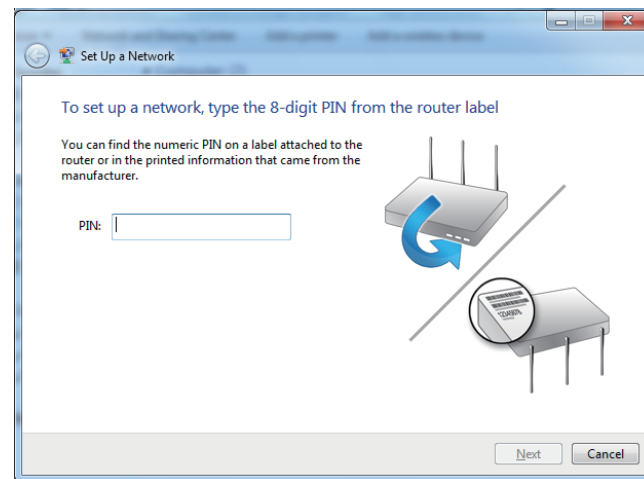 Set Up a Network
To set up a network, type the 8-digit PIN from the router label
You can find the numeric PIN on a label attached to the
router or in the printed information that came from the
manufacturer.
PIN:
12345678
Next
Cancel